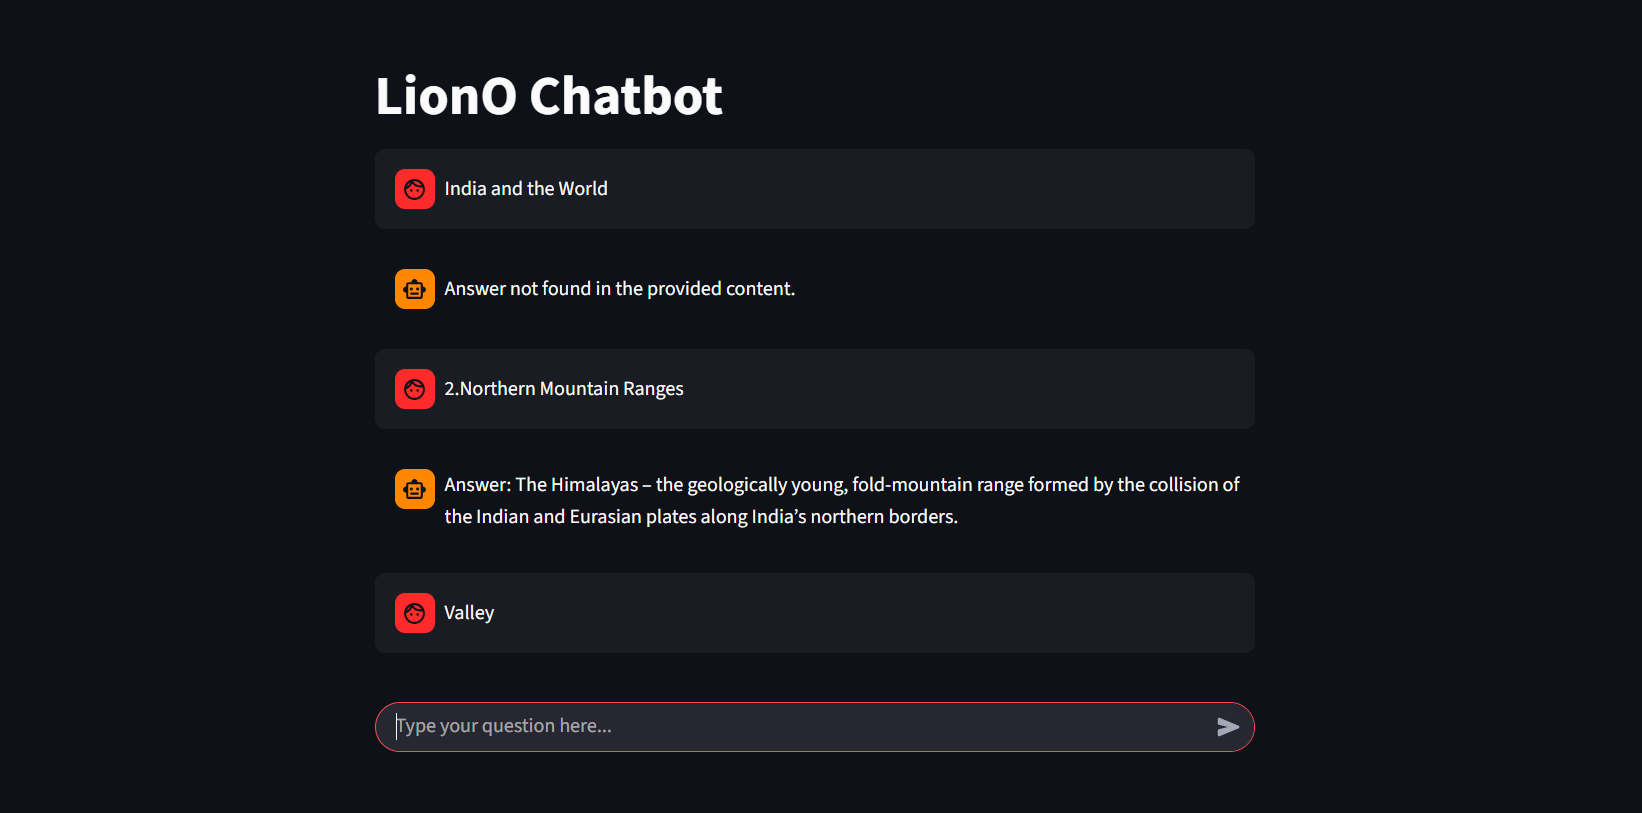 LionO Chatbot
India and the World
Answer not found in the provided content.
2.Northern Mountain Ranges
Answer: The Himalayas – the geologically young, fold-mountain range formed by the collision of
the Indian and Eurasian plates along India’s northern borders.
Valley
Type your question here...